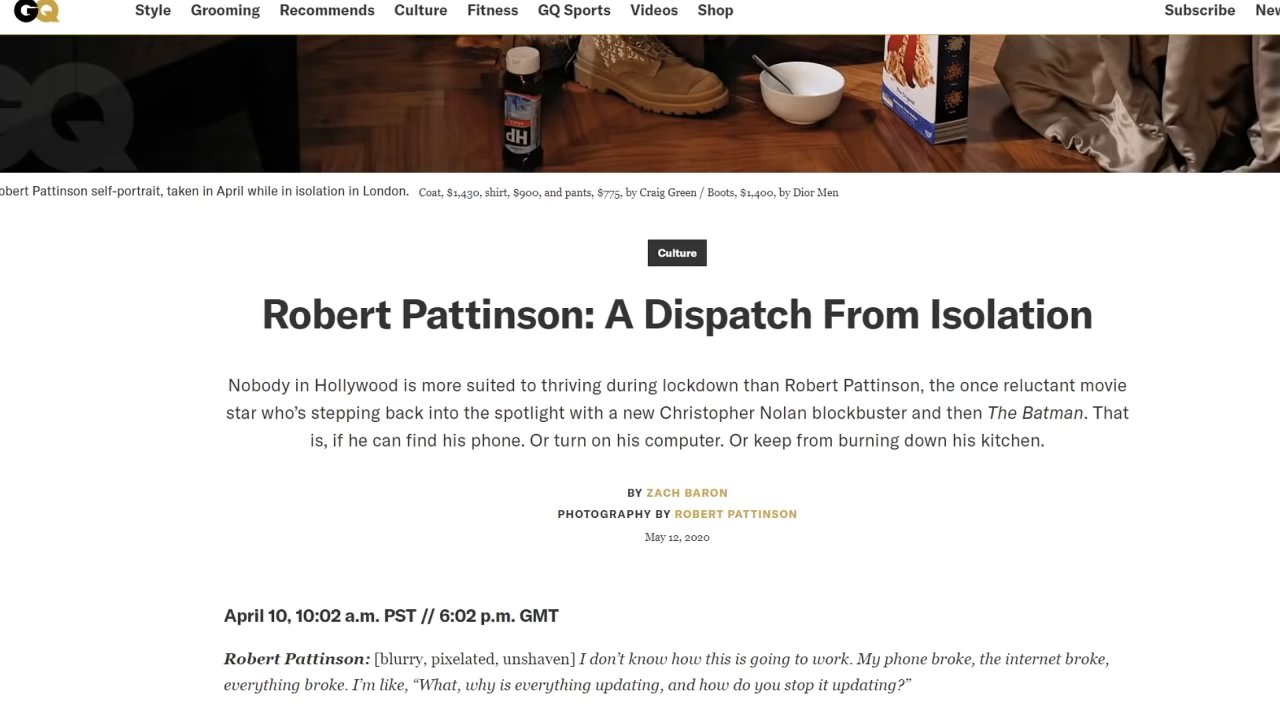 GQ Style Grooming Recommends Culture Fitness GQ Sports Videos Shop Subscribe
GQ
HP
obert Pattinson self-portrait, taken in April while in isolation in London. Coat, $1,430, shirt, $900, and pants, $775, by Craig Green / Boots, $1,400, by Dior Men
Culture
Robert Pattinson: A Dispatch From Isolation
Nobody in Hollywood is more suited to thriving during lockdown than Robert Pattinson, the once reluctant movie
star who’s stepping back into the spotlight with a new Christopher Nolan blockbuster and then The Batman. That
is, if he can find his phone. Or turn on his computer. Or keep from burning down his kitchen.
BY ZACH BARON
PHOTOGRAPHY BY ROBERT PATTINSON
May 12, 2020
April 10, 10:02 a.m. PST // 6:02 p.m. GMT
Robert Pattinson: [blurry, pixelated, unshaven] I don’t know how this is going to work. My phone broke, the internet broke,
everything broke. I’m like, “What, why is everything updating, and how do you stop it updating?”